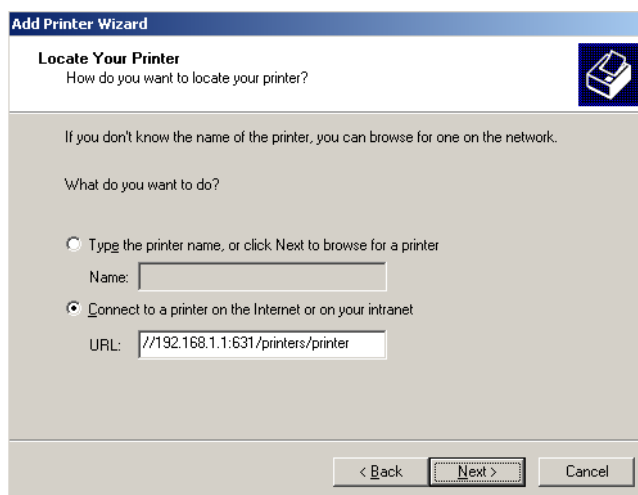 Add Printer Wizard
Locate Your Printer
How do you want to locate your printer?
If you don't know the name of the printer, you can browse for one on the network.
What do you want to do?
Type the printer name, or click Next to browse for a printer
Name:
Connect to a printer on the Internet or on your intranet
URL: //192.168.1.1:631/printers/printer
< Back Next > Cancel